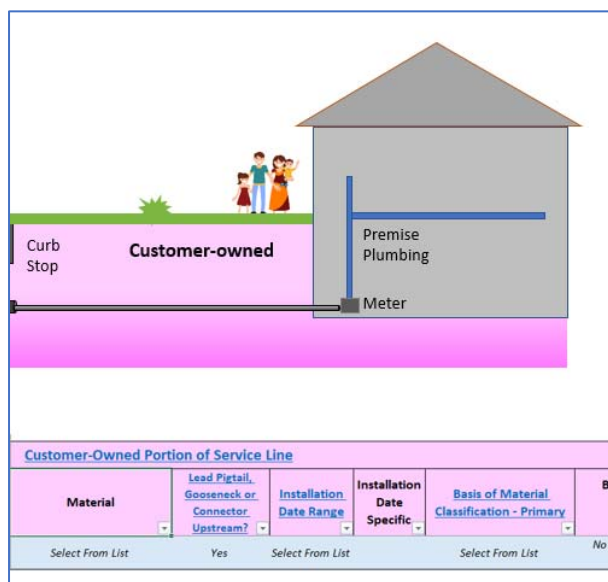 Curb
Stop
Customer-owned
Premise
Plumbing
Meter
Customer-Owned Portion of Service Line
Material
Lead Pigtail,
Gooseneck or
Connector
Upstream?
Installation
Date Range
Installation
Date
Specific
Basis of Material
Classification - Primary
B
Select From List
Yes
Select From List
Select From List
No